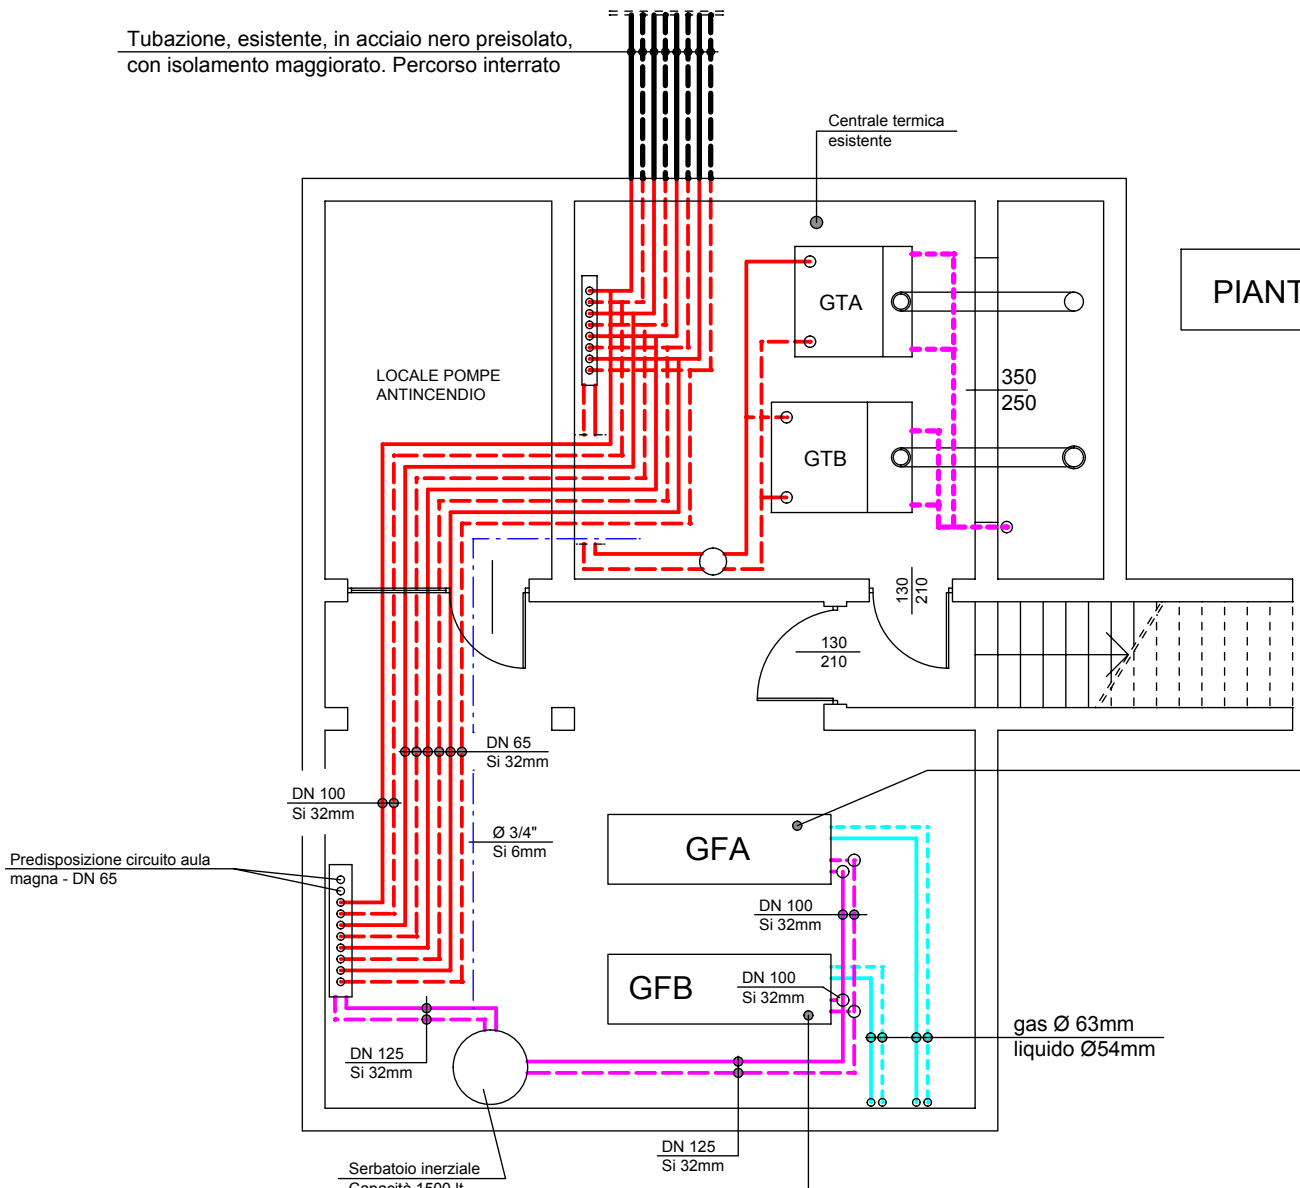 Tubazione, esistente, in acciaio nero preisolato,
con isolamento maggiorato. Percorso interrato
Centrale termica
esistente
PIANT
GTA
LOCALE POMPE
ANTINCENDIO
350
250
GTB
130
210
130
210
DN 65
Si 32mm
DN 100
Si 32mm
Ø 3/4"
Si 6mm
GFA
Predisposizione circuito aula
magna - DN 65
DN 100
Si 32mm
GFB
DN 100
Si 32mm
gas Ø 63mm
liquido Ø54mm
DN 125
Si 32mm
DN 125
Si 32mm
Serbatoio inerziale
Capacità 1500 lt